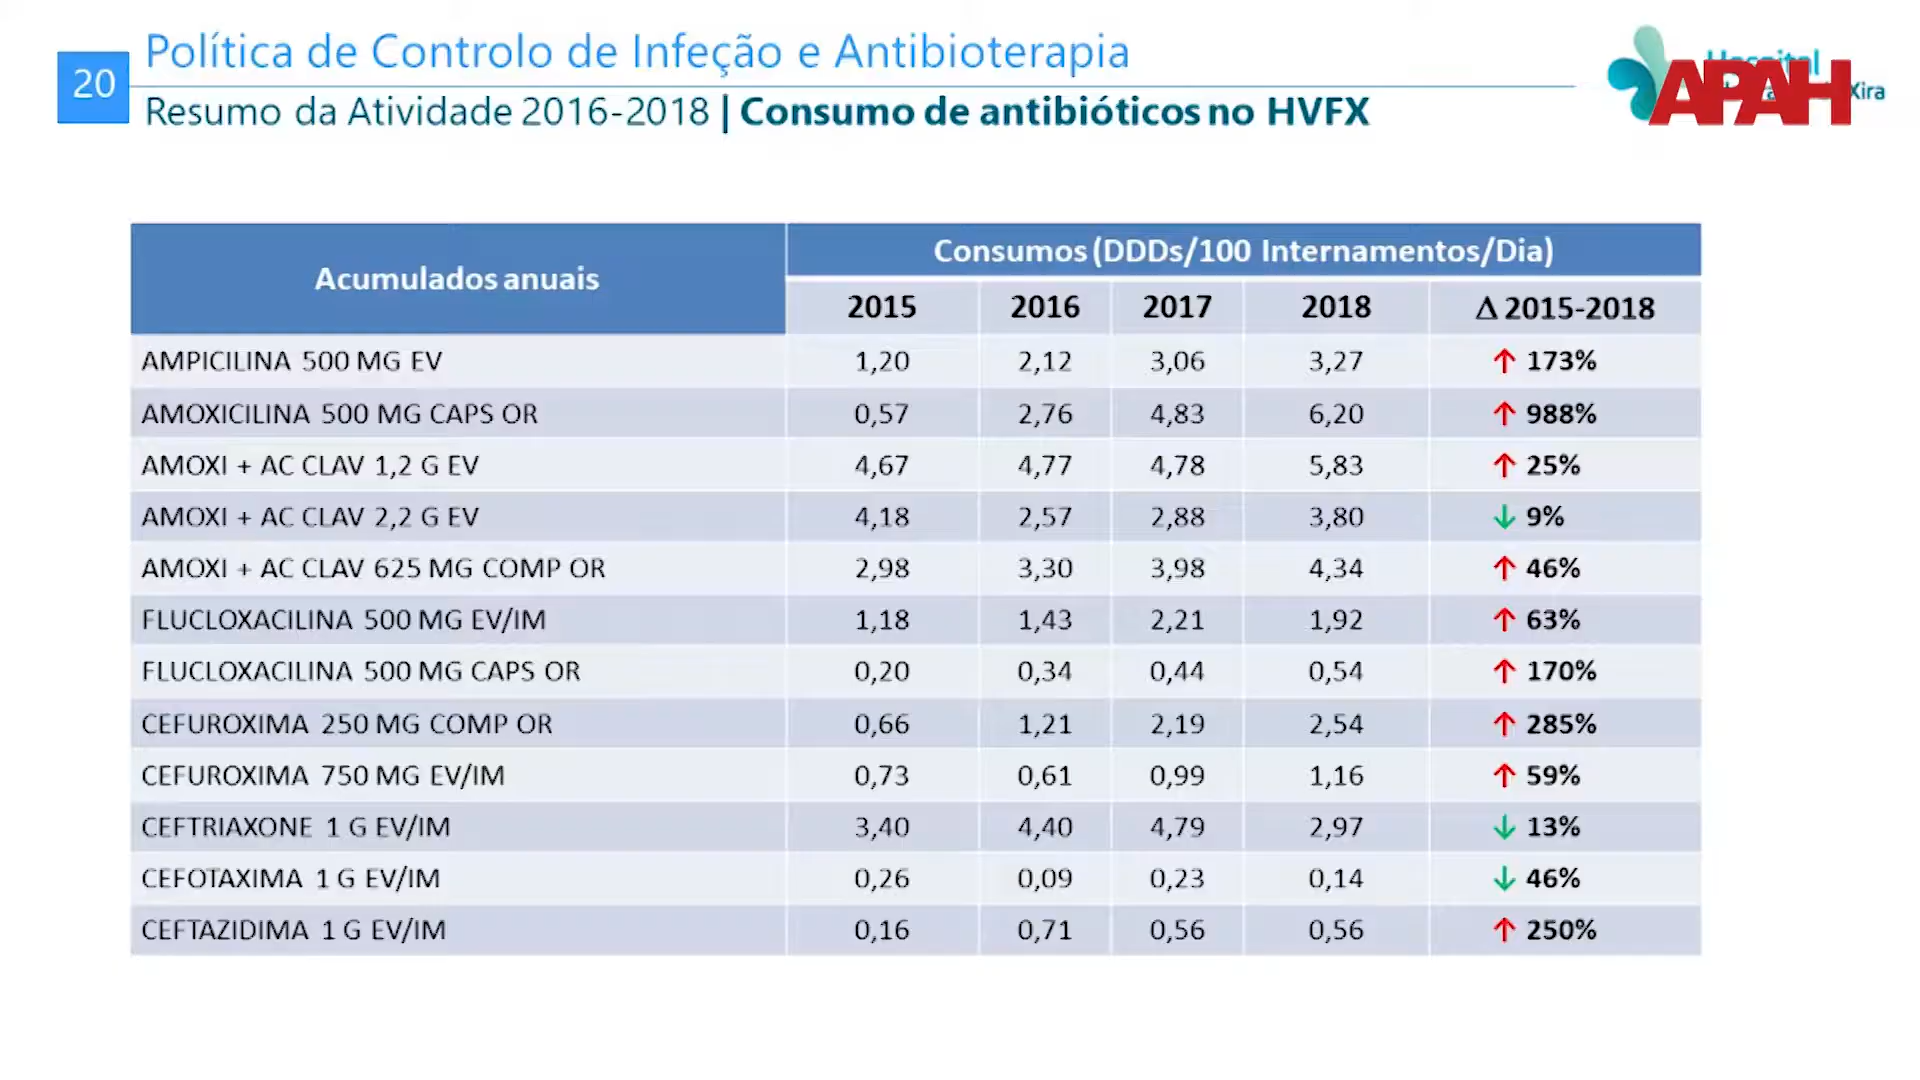 20
Política de Controlo de Infeção e Antibioterapia
Resumo da Atividade 2016-2018 | Consumo de antibióticos no HVFX
Hospital
APAH
Xira
Acumulados anuais
Consumos (DDDs/100 Internamentos/Dia)
2015 2016 2017 2018 Δ 2015-2018
AMPICILINA 500 MG EV 1,20 2,12 3,06 3,27 ↑ 173%
AMOXICILINA 500 MG CAPS OR 0,57 2,76 4,83 6,20 ↑ 988%
AMOXI + AC CLAV 1,2 G EV 4,67 4,77 4,78 5,83 ↑ 25%
AMOXI + AC CLAV 2,2 G EV 4,18 2,57 2,88 3,80 ↓ 9%
AMOXI + AC CLAV 625 MG COMP OR 2,98 3,30 3,98 4,34 ↑ 46%
FLUCLOXACILINA 500 MG EV/IM 1,18 1,43 2,21 1,92 ↑ 63%
FLUCLOXACILINA 500 MG CAPS OR 0,20 0,34 0,44 0,54 ↑ 170%
CEFUROXIMA 250 MG COMP OR 0,66 1,21 2,19 2,54 ↑ 285%
CEFUROXIMA 750 MG EV/IM 0,73 0,61 0,99 1,16 ↑ 59%
CEFTRIAXONE 1 G EV/IM 3,40 4,40 4,79 2,97 ↓ 13%
CEFOTAXIMA 1 G EV/IM 0,26 0,09 0,23 0,14 ↓ 46%
CEFTAZIDIMA 1 G EV/IM 0,16 0,71 0,56 0,56 ↑ 250%